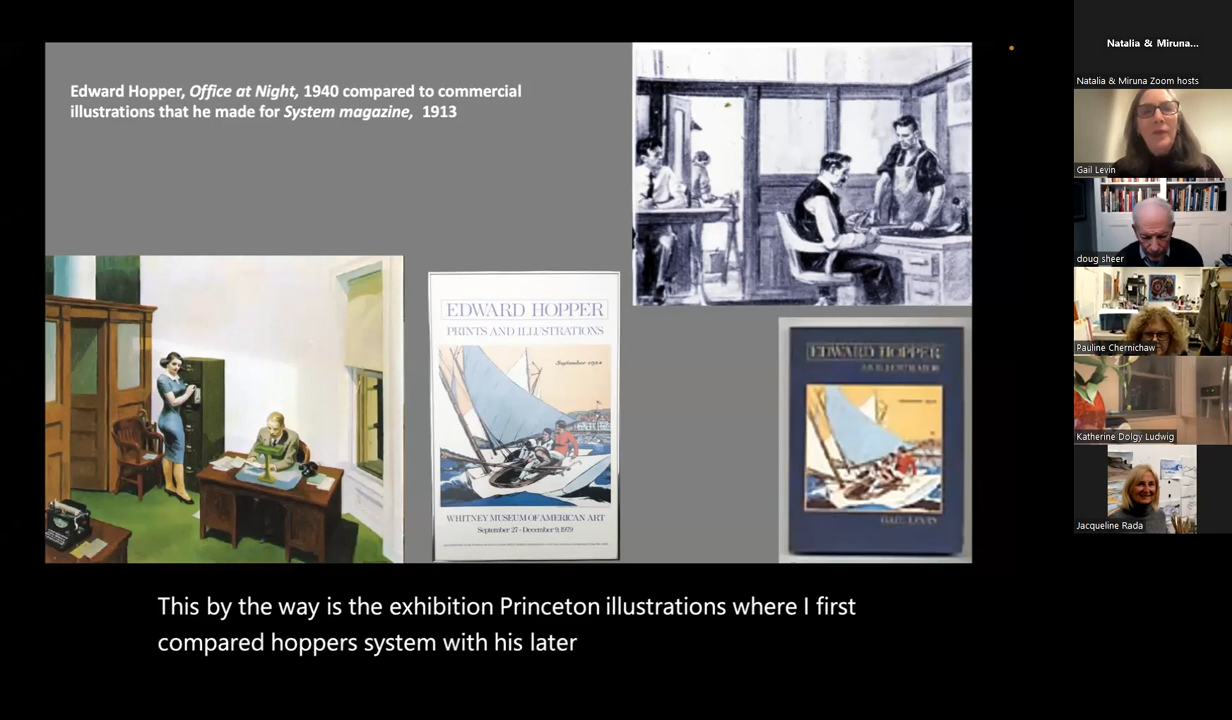 Edward Hopper, Office at Night, 1940 compared to commercial
illustrations that he made for System magazine, 1913
EDWARD HOPPER
PRINTS AND ILLUSTRATIONS
September 1924
WHITNEY MUSEUM OF AMERICAN ART
September 27 - December 9, 1979
EDWARD HOPPER
AS ILLUSTRATOR
GAIL LEVIN
This by the way is the exhibition Princeton illustrations where I first
compared hoppers system with his later
Natalia & Miruna...
Natalia & Miruna Zoom hosts
Gail Levin
doug sheer
Pauline Chernichaw
Katherine Dolgy Ludwig
Jacqueline Rada